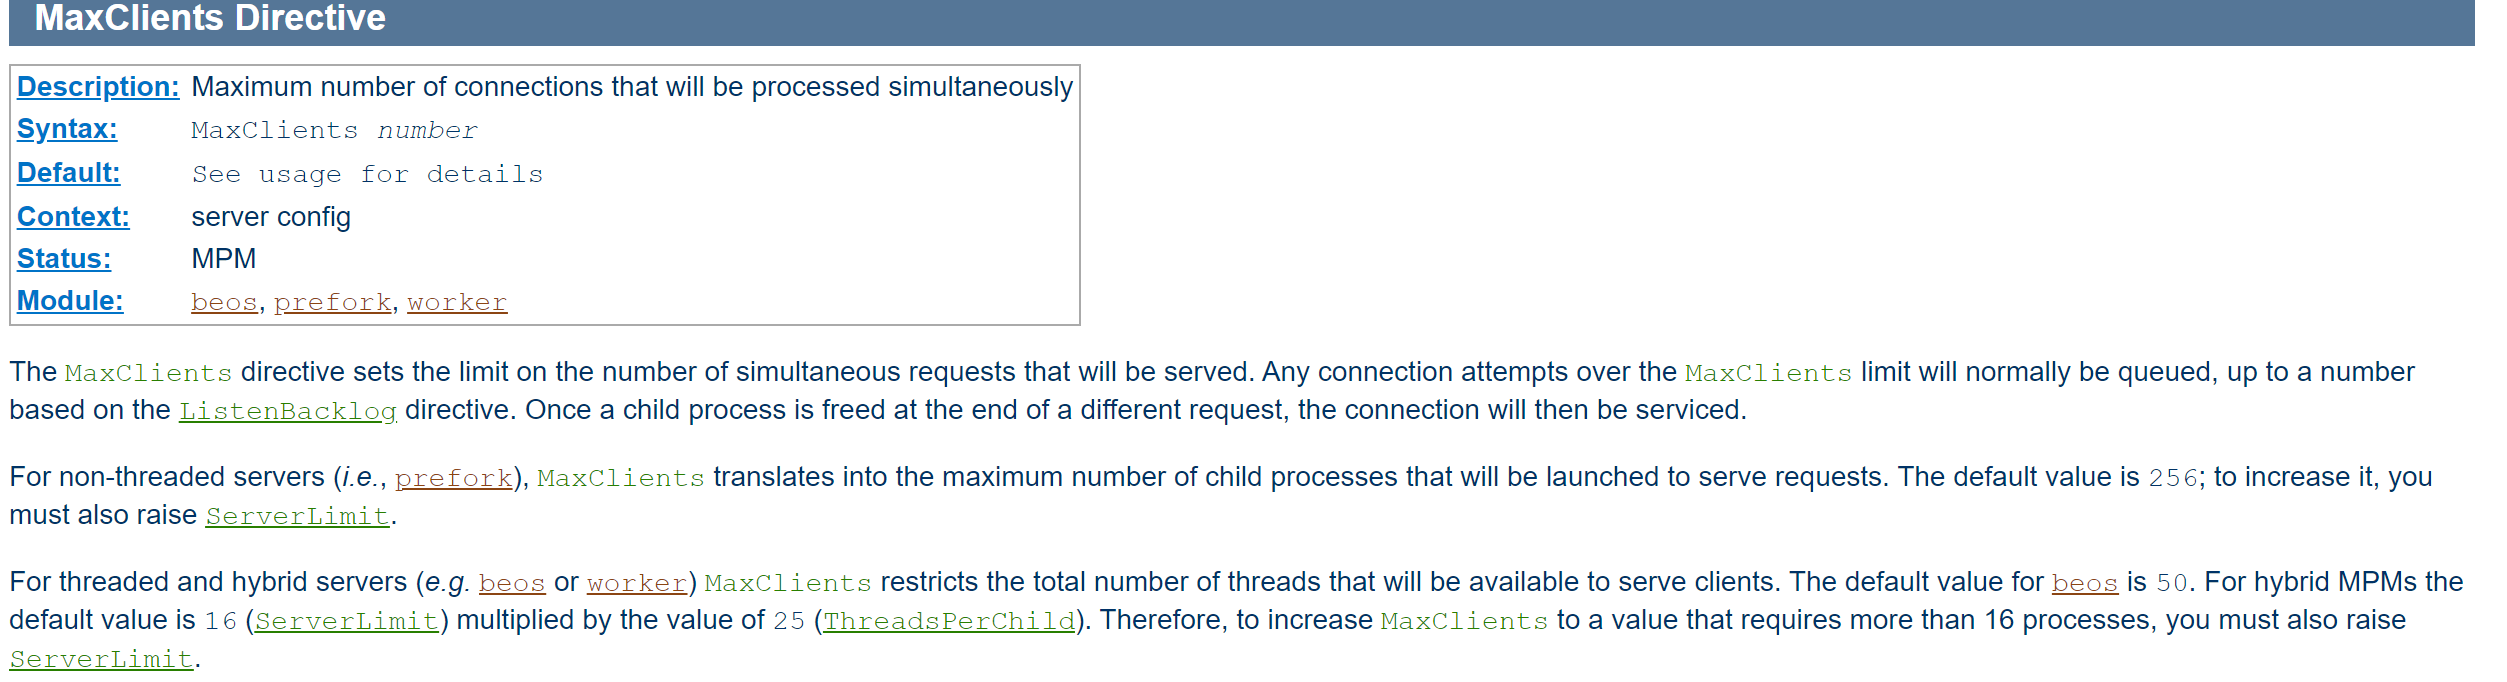 MaxClients Directive
Description: Maximum number of connections that will be processed simultaneously
Syntax: MaxClients number
Default: See usage for details
Context: server config
Status: MPM
Module: beos, prefork, worker
The MaxClients directive sets the limit on the number of simultaneous requests that will be served. Any connection attempts over the MaxClients limit will normally be queued, up to a number
based on the ListenBacklog directive. Once a child process is freed at the end of a different request, the connection will then be serviced.
For non-threaded servers (i.e., prefork), MaxClients translates into the maximum number of child processes that will be launched to serve requests. The default value is 256; to increase it, you
must also raise ServerLimit.
For threaded and hybrid servers (e.g. beos or worker) MaxClients restricts the total number of threads that will be available to serve clients. The default value for beos is 50. For hybrid MPMs the
default value is 16 (ServerLimit) multiplied by the value of 25 (ThreadsPerChild). Therefore, to increase MaxClients to a value that requires more than 16 processes, you must also raise
ServerLimit.